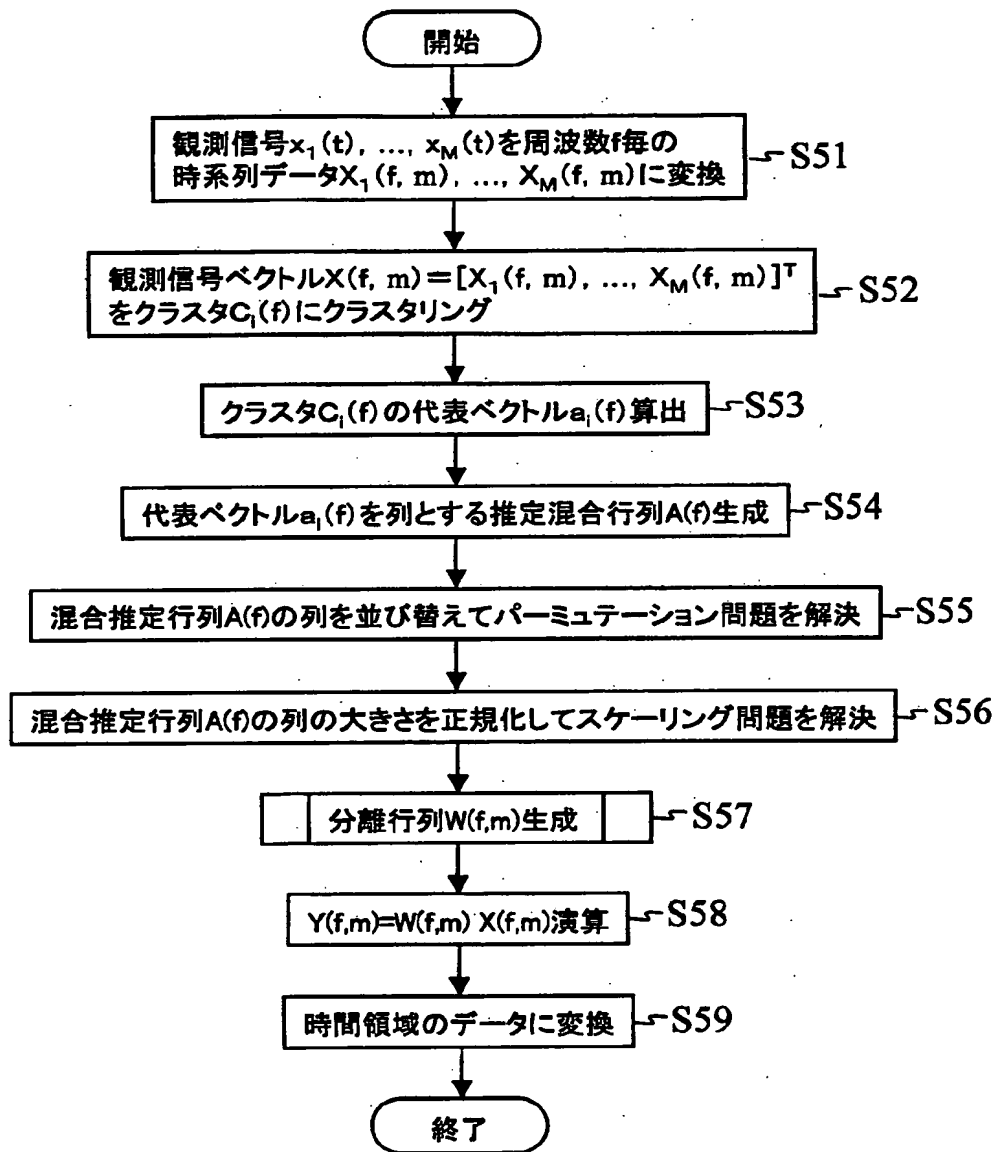 開始
観測信号x₁(t), ..., x_M(t)を周波数f毎の
時系列データX₁(f, m), ..., X_M(f, m)に変換
S51
観測信号ベクトルX(f, m)=[X₁(f, m), ..., X_M(f, m)]ᵀ
をクラスタCᵢ(f)にクラスタリング
S52
クラスタCᵢ(f)の代表ベクトルaᵢ(f)算出
S53
代表ベクトルaᵢ(f)を列とする推定混合行列A(f)生成
S54
混合推定行列A(f)の列を並び替えてパーミュテーション問題を解決
S55
混合推定行列A(f)の列の大きさを正規化してスケーリング問題を解決
S56
分離行列W(f,m)生成
S57
Y(f,m)=W(f,m) X(f,m)演算
S58
時間領域のデータに変換
S59
終了